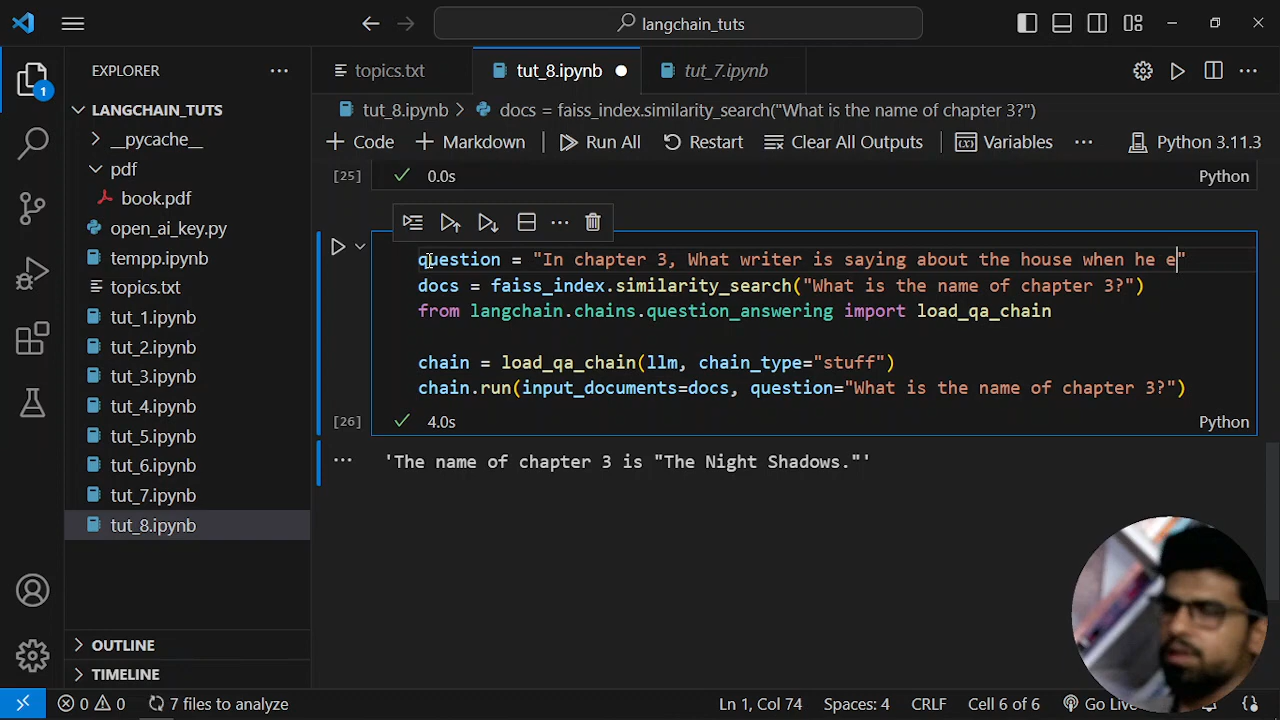 langchain_tuts
EXPLORER
topics.txt
tut_8.ipynb
tut_7.ipynb
LANGCHAIN_TUTS
tut_8.ipynb > docs = faiss_index.similarity_search("What is the name of chapter 3?")
__pycache__
+ Code + Markdown Run All Restart Clear All Outputs Variables Python 3.11.3
pdf
book.pdf
open_ai_key.py
tempp.ipynb
topics.txt
tut_1.ipynb
tut_2.ipynb
tut_3.ipynb
tut_4.ipynb
tut_5.ipynb
tut_6.ipynb
tut_7.ipynb
tut_8.ipynb
[25] 0.0s Python
question = "In chapter 3, What writer is saying about the house when he e"
docs = faiss_index.similarity_search("What is the name of chapter 3?")
from langchain.chains.question_answering import load_qa_chain
chain = load_qa_chain(llm, chain_type="stuff")
chain.run(input_documents=docs, question="What is the name of chapter 3?")
[26] 4.0s Python
'The name of chapter 3 is "The Night Shadows."'
OUTLINE
TIMELINE
0 0 7 files to analyze Ln 1, Col 74 Spaces: 4 CRLF Cell 6 of 6 Go Live
1